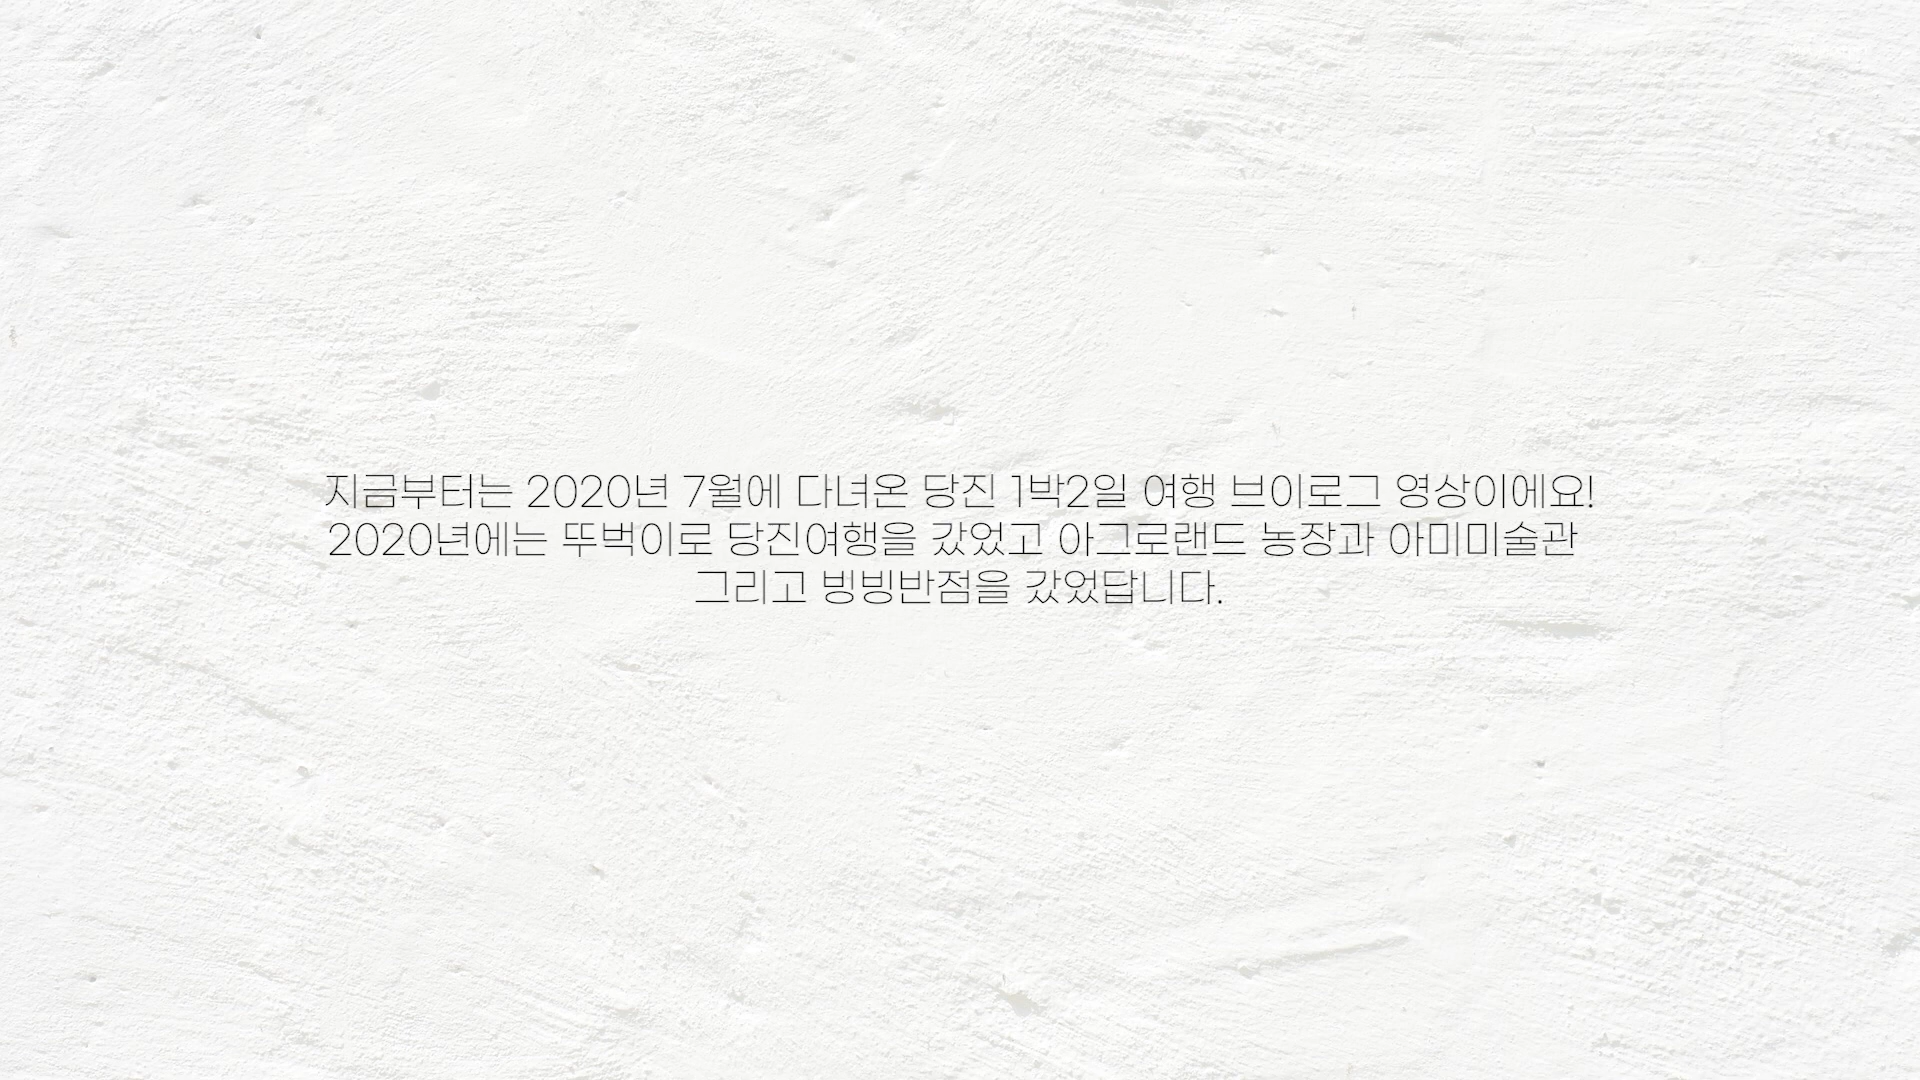 지금부터는 2020년 7월에 다녀온 당진 1박2일 여행 브이로그 영상이에요!
2020년에는 뚜벅이로 당진여행을 갔었고 아그로랜드 농장과 아미미술관
그리고 빙빙반점을 갔었답니다.